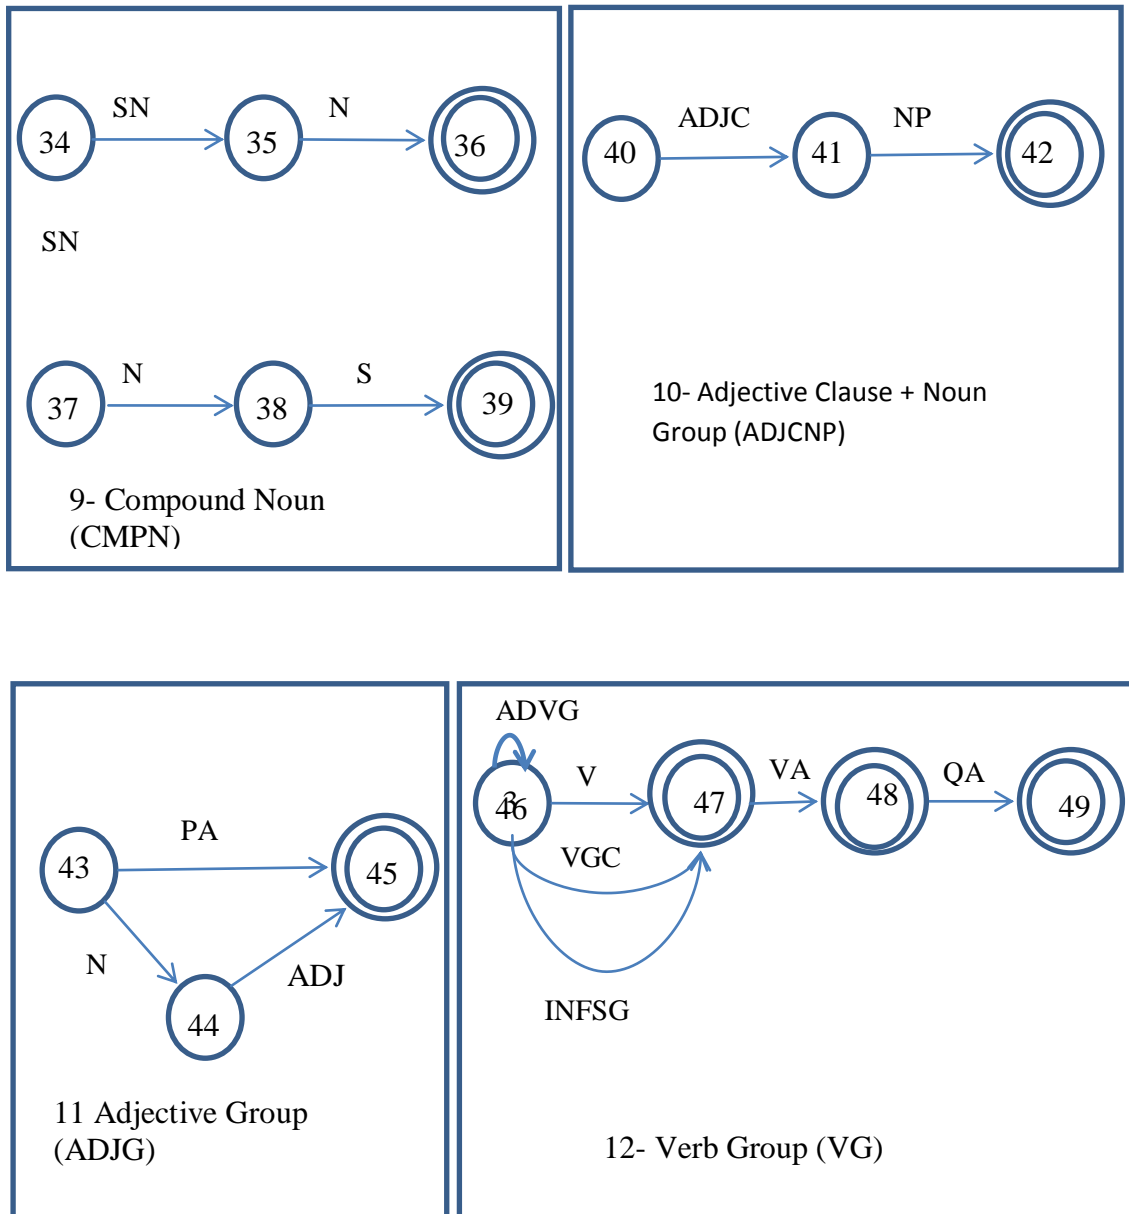 SN N
34 35 36
SN
N S
37 38 39
9- Compound Noun
(CMPN)
ADJC NP
40 41 42
10- Adjective Clause + Noun
Group (ADJCNP)
PA
43 45
N ADJ
44
11 Adjective Group
(ADJG)
ADVG
V VA QA
3
46 47 48 49
VGC
INFSG
12- Verb Group (VG)